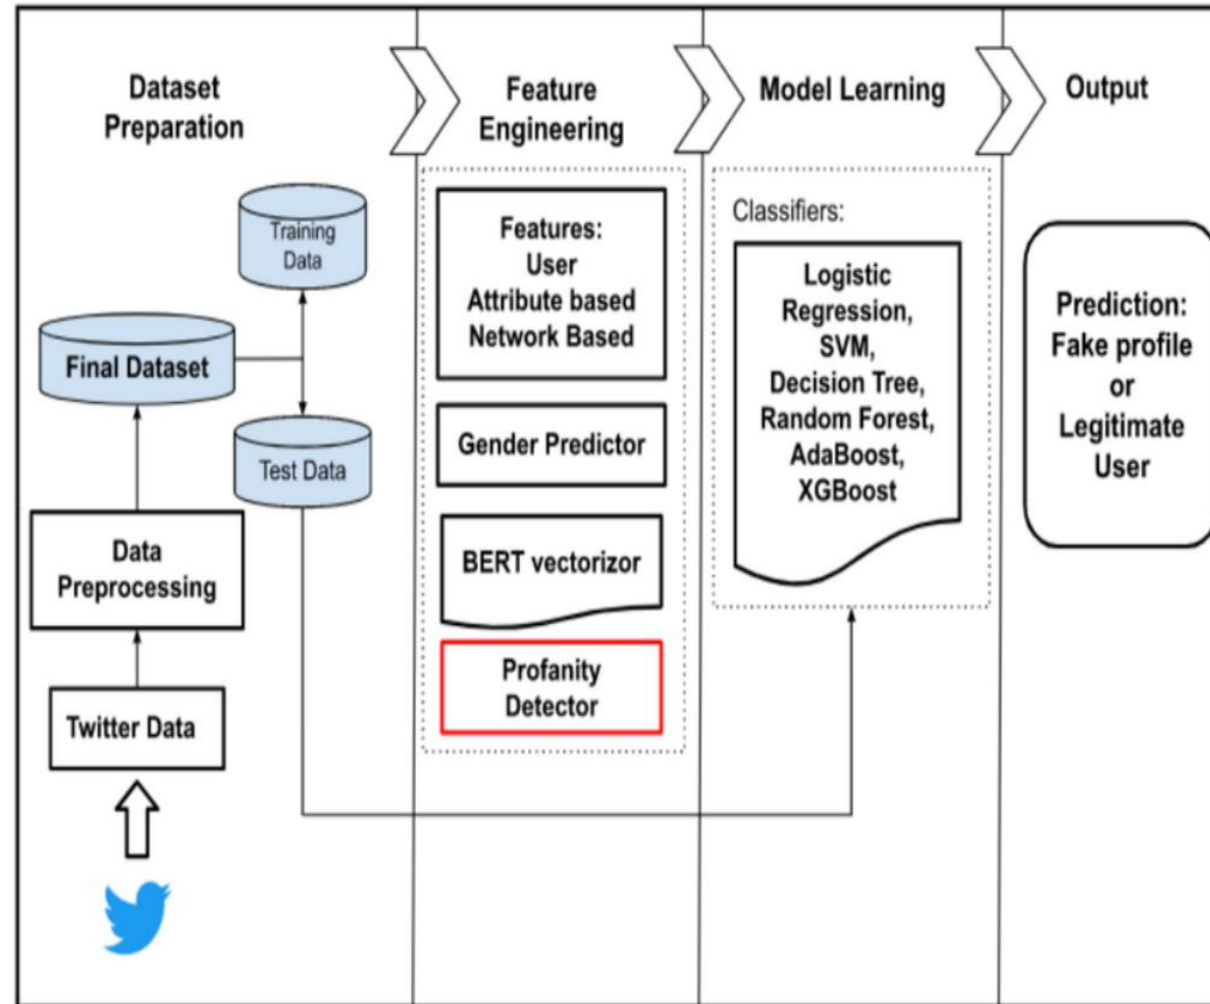 Dataset
Preparation
Feature
Engineering
Model Learning
Output
Training
Data
Final Dataset
Test Data
Data
Preprocessing
Twitter Data
Features:
User
Attribute based
Network Based
Gender Predictor
BERT vectorizor
Profanity
Detector
Classifiers:
Logistic
Regression,
SVM,
Decision Tree,
Random Forest,
AdaBoost,
XGBoost
Prediction:
Fake profile
or
Legitimate
User